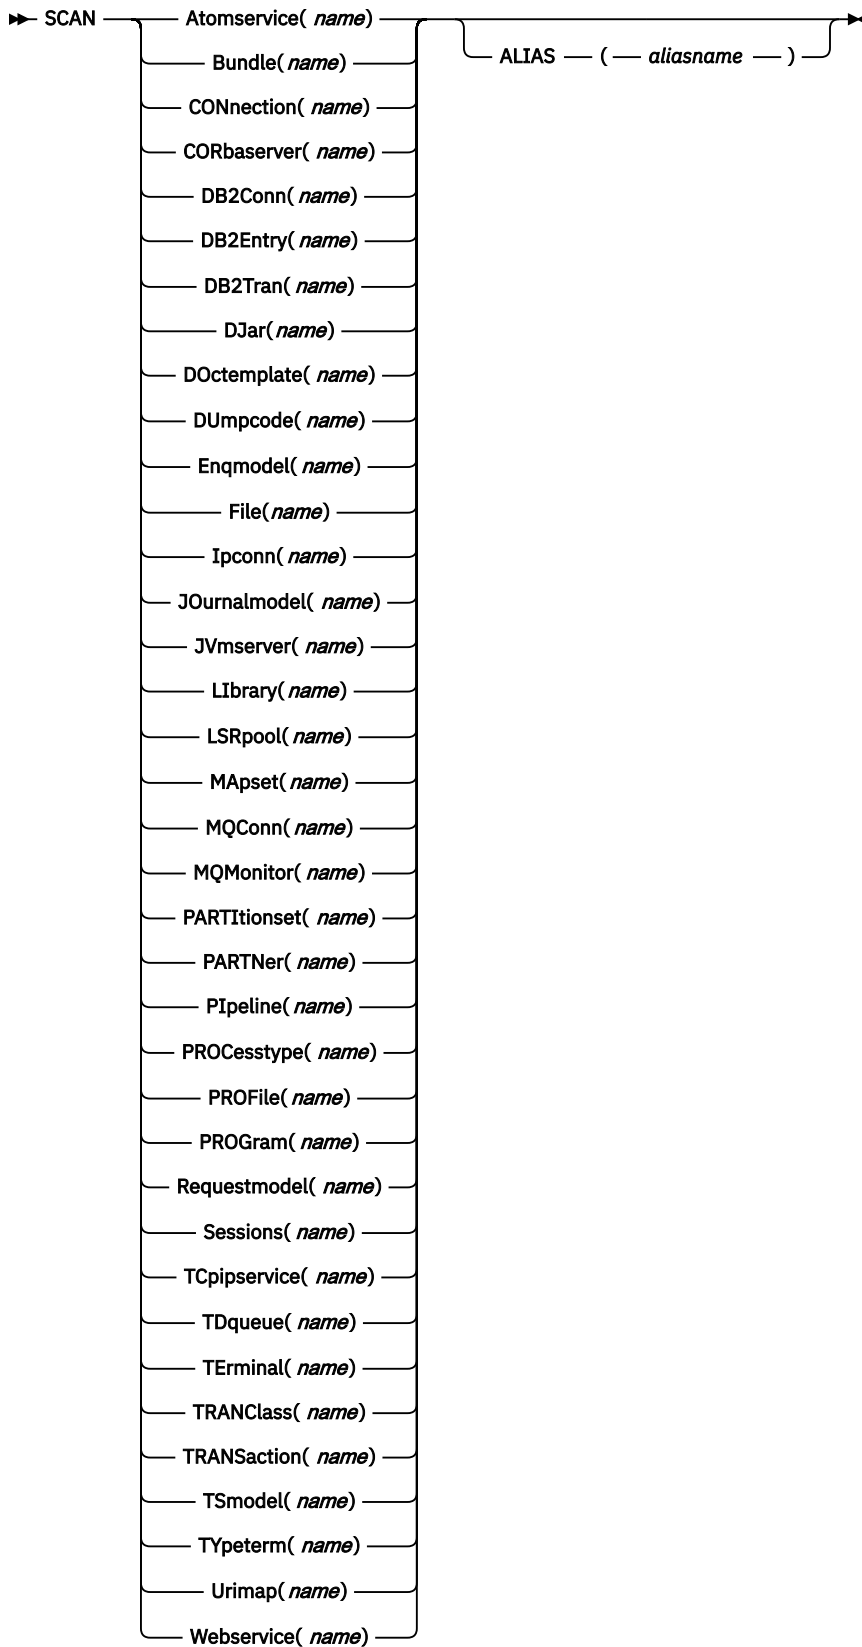 SCAN Atomservice( name)
ALIAS ( aliasname )
Bundle(name)
CONnection( name)
CORbaserver( name)
DB2Conn(name)
DB2Entry(name)
DB2Tran( name)
DJar(name)
DOctemplate( name)
DUmpcode( name)
Enqmodel(name)
File(name)
Ipconn(name)
JOurnalmodel( name)
JVmserver( name)
LIbrary(name)
LSRpool(name)
MApset(name)
MQConn(name)
MQMonitor( name)
PARTItionset( name)
PARTNer( name)
PIpeline(name)
PROCesstype( name)
PROFile(name)
PROGram( name)
Requestmodel( name)
Sessions( name)
TCpipservice( name)
TDqueue( name)
TErminal( name)
TRANClass( name)
TRANSaction( name)
TSmodel( name)
TYpeterm( name)
Urimap(name)
Webservice( name)